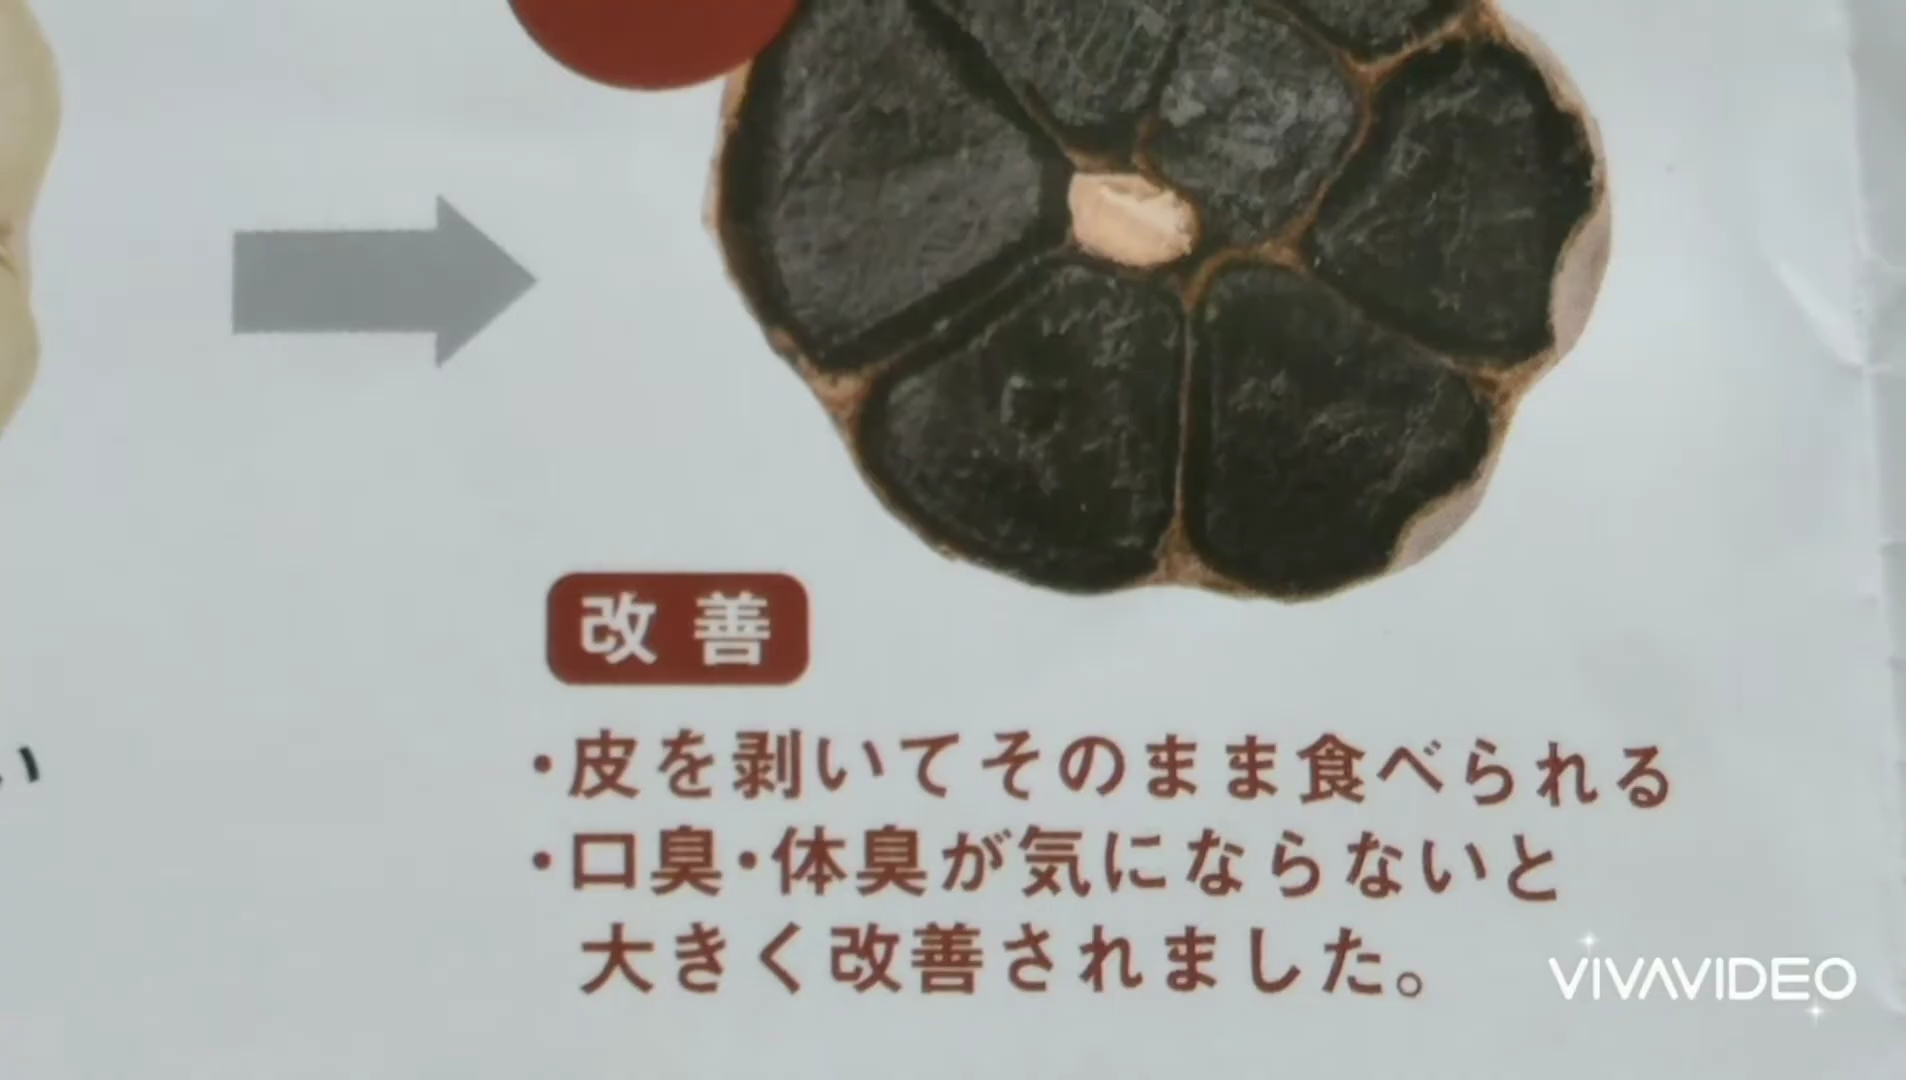 改善
・皮を剥いてそのまま食べられる
・口臭・体臭が気にならないと
大きく改善されました。
い
VIVAVIDEO